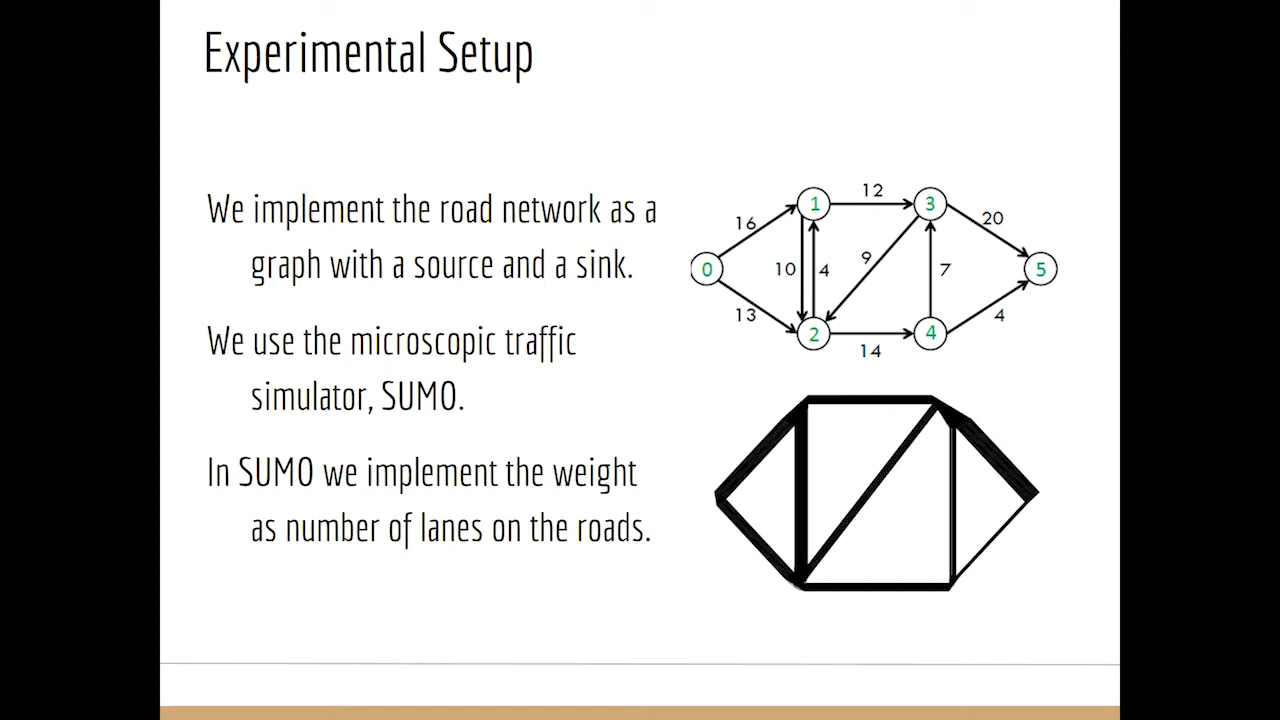 Experimental Setup
We implement the road network as a
graph with a source and a sink.
We use the microscopic traffic
simulator, SUMO.
In SUMO we implement the weight
as number of lanes on the roads.
12
1
3
16
20
0
10
4
9
7
5
13
4
2
4
14